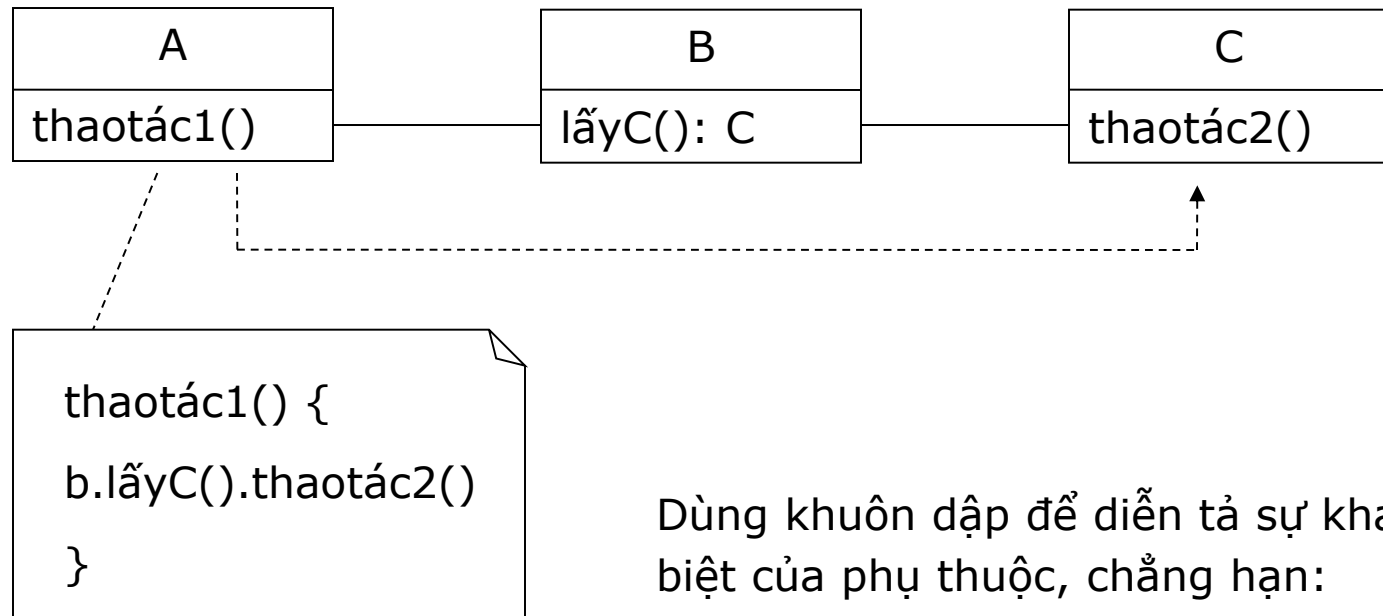 A
thaotác1()
B
lấyC(): C
C
thaotác2()
thaotác1() {
b.lấyC().thaotác2()
}
Dùng khuôn dập để diễn tả sự
biệt của phụ thuộc, chẳng hạn: